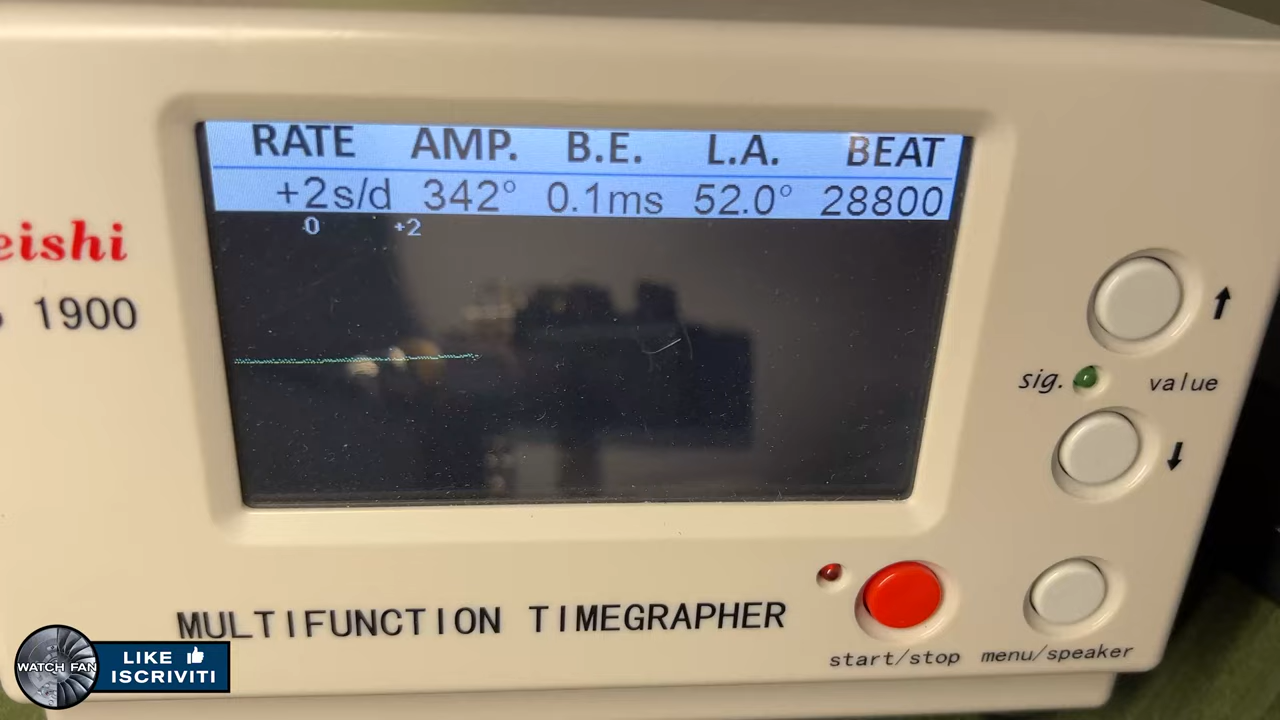 RATE AMP. B.E. L.A. BEAT
+2s/d 342° 0.1ms 52.0° 28800
0 +2
eishi
1900
sig.
value
MULTIFUNCTION TIMEGRAPHER
start/stop menu/speaker
WATCH FAN
LIKE
ISCRIVITI